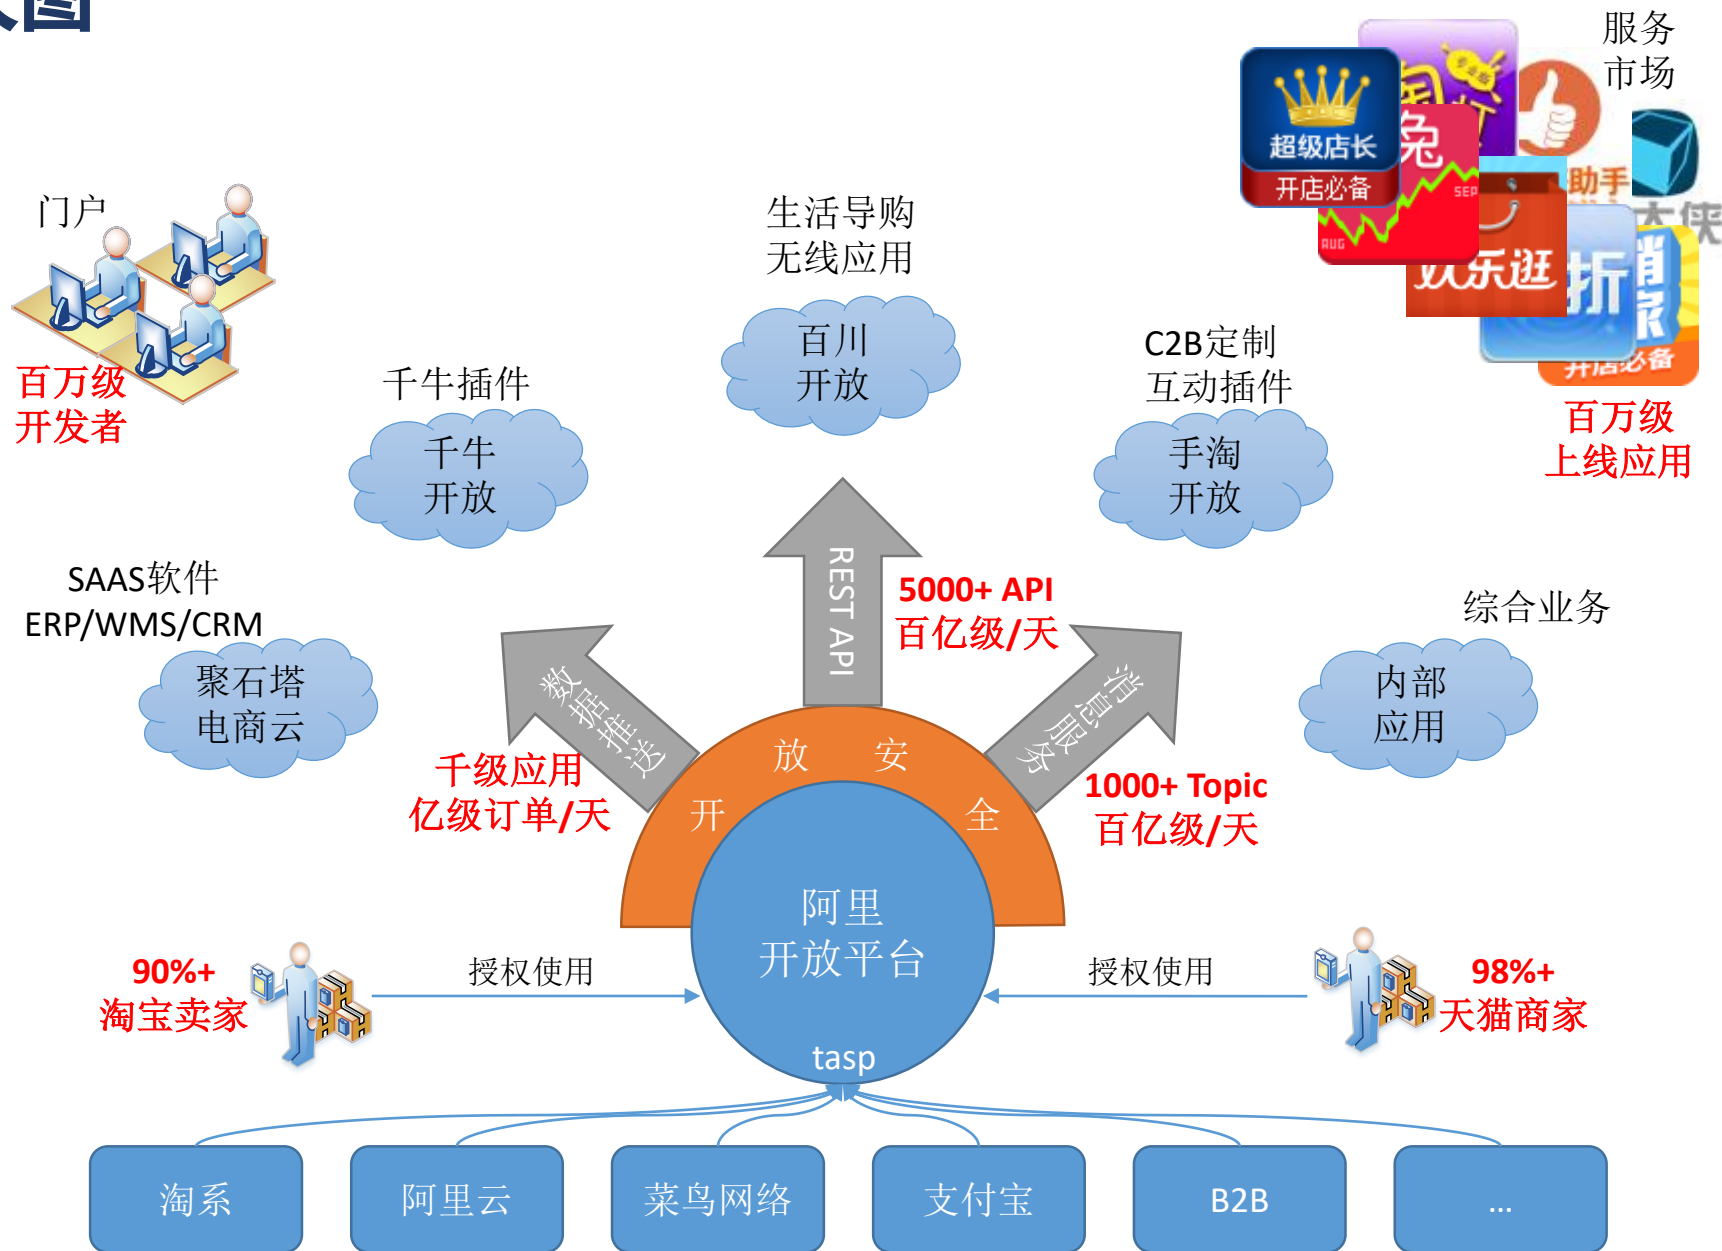 图
服务
市场
超级店长
开店必备
兔
SEP
AUG
助手
大侠
欢乐逛
折
开店必备
百万级
上线应用
门户
百万级
开发者
生活导购
无线应用
百川
开放
千牛插件
千牛
开放
C2B定制
互动插件
手淘
开放
SAAS软件
ERP/WMS/CRM
聚石塔
电商云
综合业务
内部
应用
数据推送
REST API
消息服务
5000+ API
百亿级/天
千级应用
亿级订单/天
1000+ Topic
百亿级/天
开放安全
阿里
开放平台
tasp
90%+
淘宝卖家
授权使用
授权使用
98%+
天猫商家
淘系
阿里云
菜鸟网络
支付宝
B2B
...